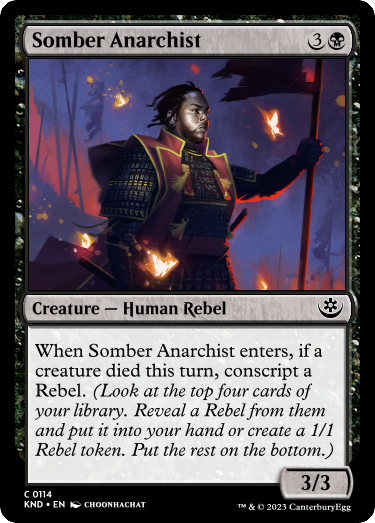 Somber Anarchist 3
Creature — Human Rebel
When Somber Anarchist enters, if a
creature died this turn, conscript a
Rebel. (Look at the top four cards of
your library. Reveal a Rebel from them
and put it into your hand or create a 1/1
Rebel token. Put the rest on the bottom.)
3/3
C 0114
KND • EN CHOONHACHAT
™ & © 2023 CanterburyEgg